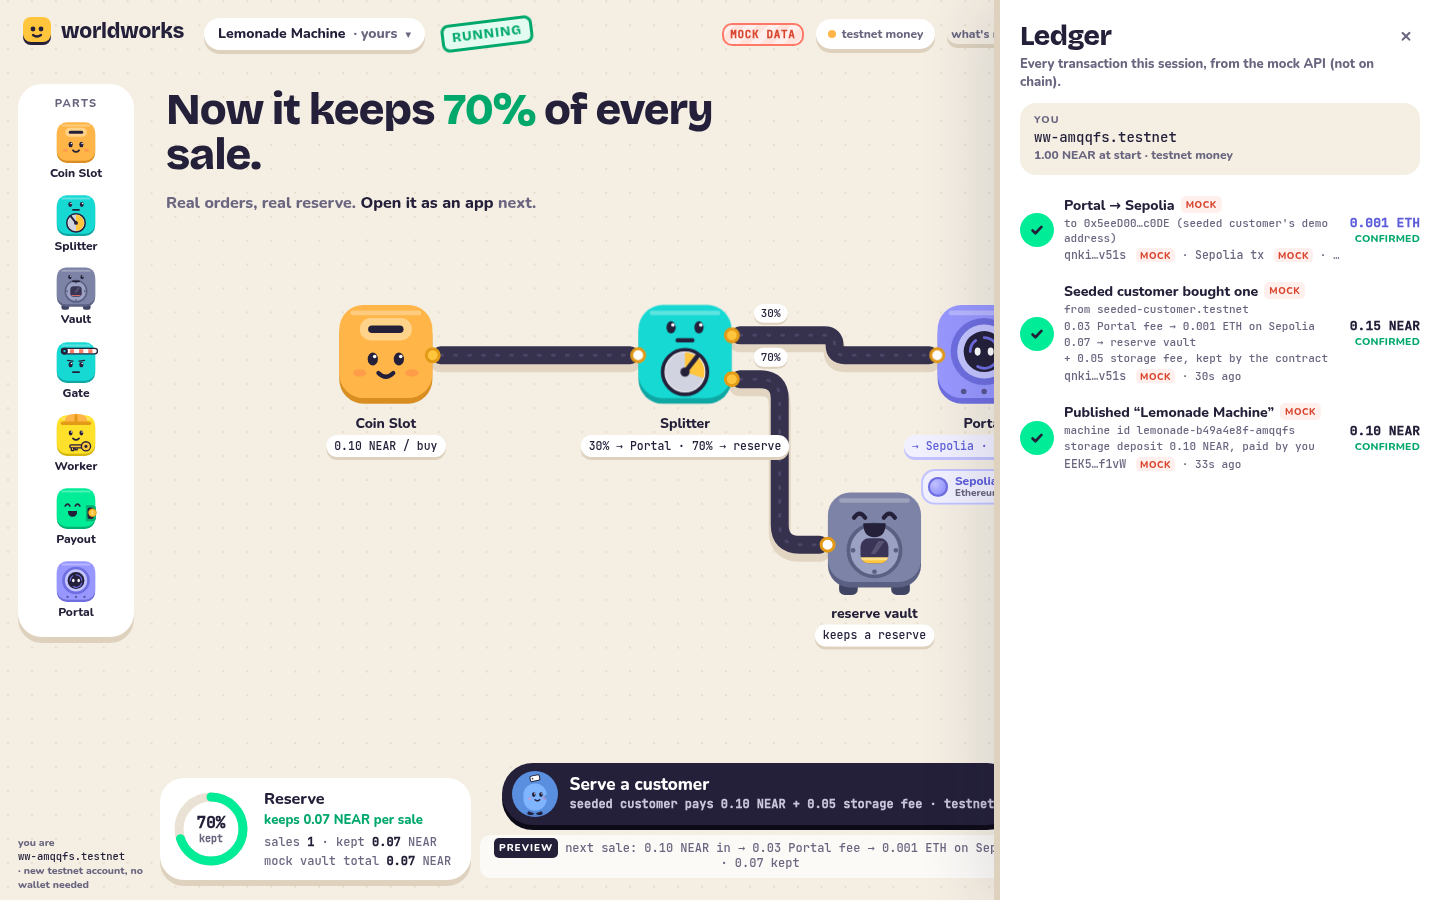 worldworks
Lemonade Machine · yours ▾
RUNNING
MOCK DATA
testnet money
what's
PARTS
Coin Slot
Splitter
Vault
Gate
Worker
Payout
Portal
Now it keeps 70% of every
sale.
Real orders, real reserve. Open it as an app next.
30%
70%
Coin Slot
0.10 NEAR / buy
Splitter
30% → Portal · 70% → reserve
→ Sepolia ·
reserve vault
keeps a reserve
70%
kept
Reserve
keeps 0.07 NEAR per sale
sales 1 · kept 0.07 NEAR
mock vault total 0.07 NEAR
Serve a customer
seeded customer pays 0.10 NEAR + 0.05 storage fee · testnet
PREVIEW next sale: 0.10 NEAR in → 0.03 Portal fee → 0.001 ETH on
· 0.07 kept
you are
ww-amqqfs.testnet
· new testnet account, no
wallet needed
Ledger
×
Every transaction this session, from the mock API (not on
chain).
YOU
ww-amqqfs.testnet
1.00 NEAR at start · testnet money
Portal → Sepolia MOCK
to 0x5eeD00…c0DE (seeded customer's demo
address)
qnki…v51s MOCK · Sepolia tx MOCK · …
0.001 ETH
CONFIRMED
Seeded customer bought one MOCK
from seeded-customer.testnet
0.03 Portal fee → 0.001 ETH on Sepolia
0.07 → reserve vault
+ 0.05 storage fee, kept by the contract
qnki…v51s MOCK · 30s ago
0.15 NEAR
CONFIRMED
Published “Lemonade Machine” MOCK
machine id lemonade-b49a4e8f-amqqfs
storage deposit 0.10 NEAR, paid by you
EEK5…f1vW MOCK · 33s ago
0.10 NEAR
CONFIRMED